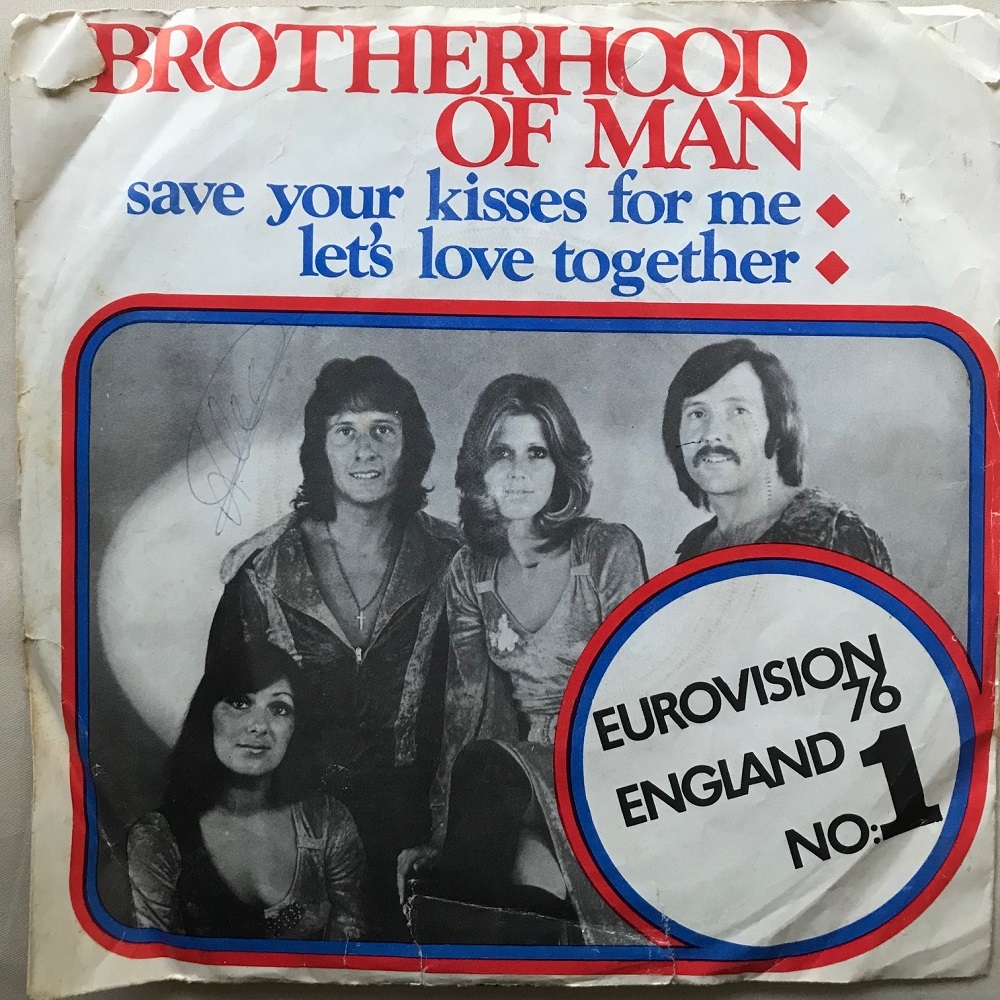 BROTHERHOOD
OF MAN
save your kisses for me
let's love together
EUROVISION
76
ENGLAND
NO: 1